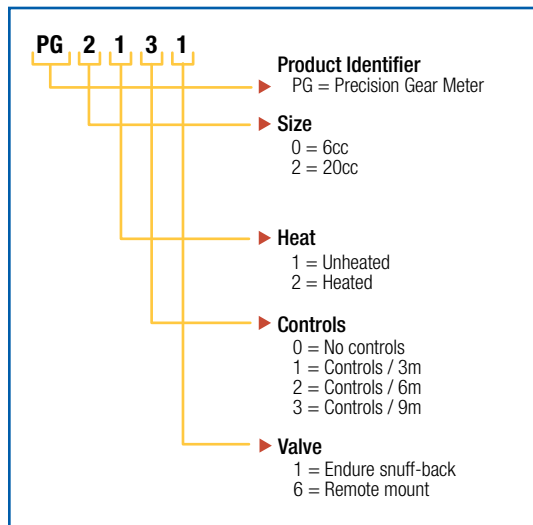 PG 2 1 3 1
Product Identifier
PG = Precision Gear Meter
Size
0 = 6cc
2 = 20cc
Heat
1 = Unheated
2 = Heated
Controls
0 = No controls
1 = Controls / 3m
2 = Controls / 6m
3 = Controls / 9m
Valve
1 = Endure snuff-back
6 = Remote mount